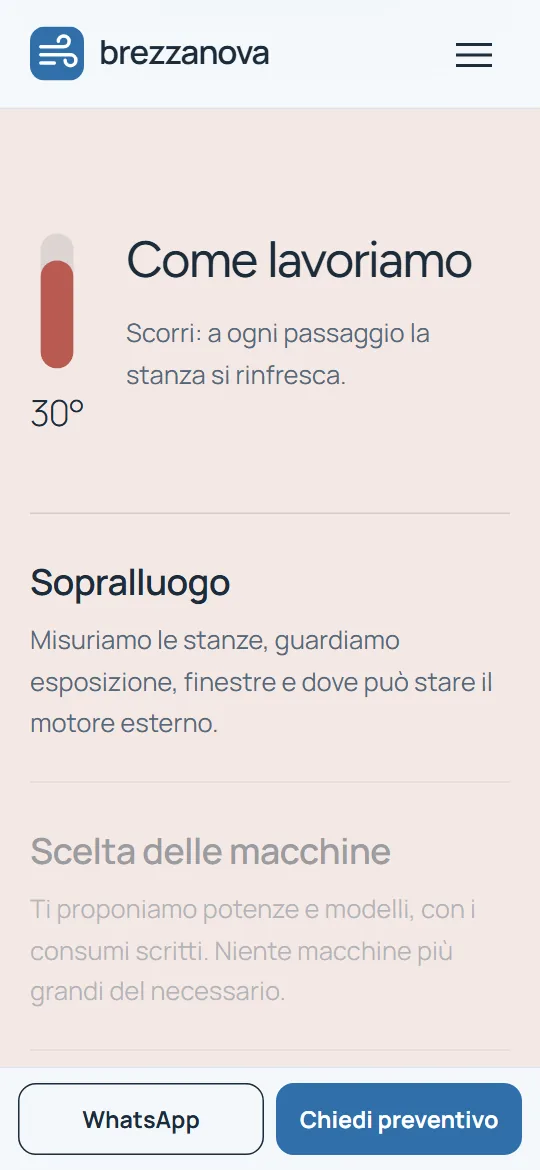 brezzanova
Come lavoriamo
Scorri: a ogni passaggio la
stanza si rinfresca.
30°
Sopralluogo
Misuriamo le stanze, guardiamo
esposizione, finestre e dove può stare il
motore esterno.
Scelta delle macchine
Ti proponiamo potenze e modelli, con i
consumi scritti. Niente macchine più
grandi del necessario.
WhatsApp
Chiedi preventivo